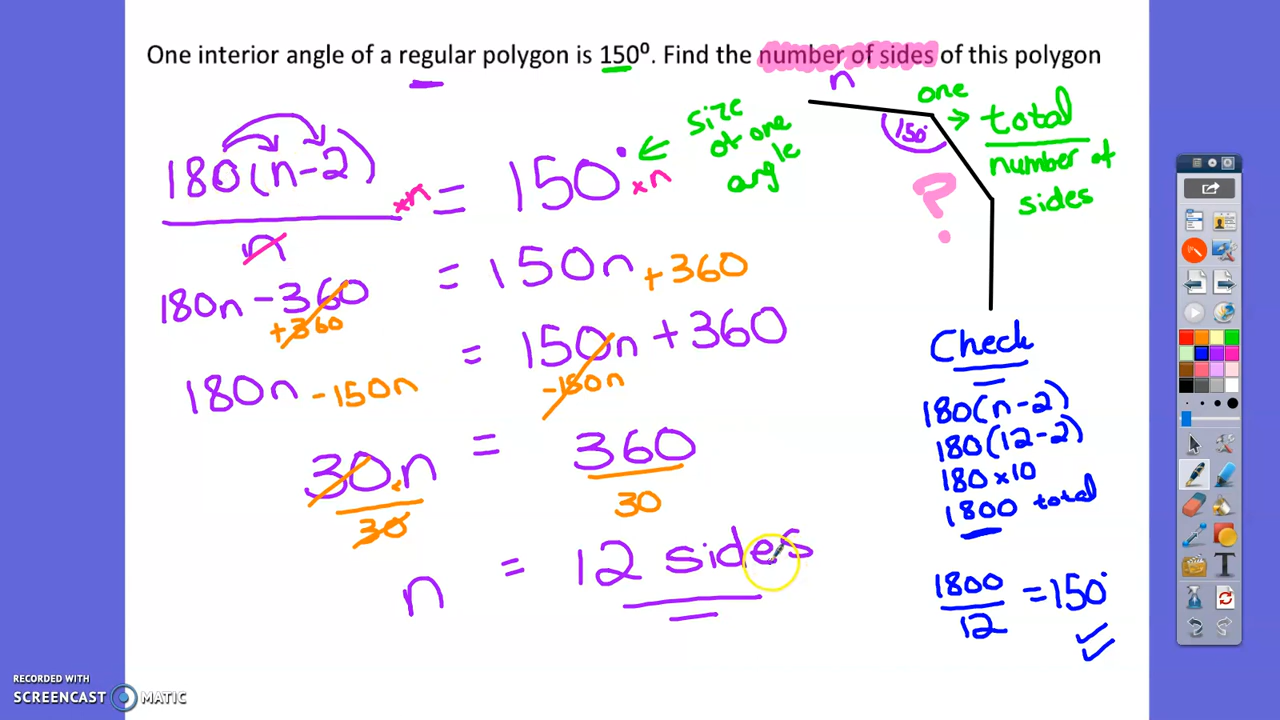 One interior angle of a regular polygon is 150⁰. Find the number of sides of this polygon
n
180(n-2)
n
×n
= 150°
×n
size
of one
angle
one
total
number of
sides
150°
?
180n - 360
+360
= 150n
+360
180n
-150n
= 150n + 360
-180n
30.n
30
= 360
30
n = 12 sides
Check
180(n-2)
180(12-2)
180 × 10
1800 total
1800
12
= 150°
T
RECORDED WITH
SCREENCAST MATIC